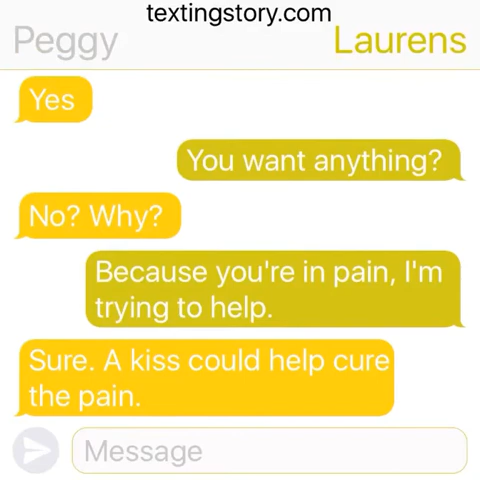 textingstory.com
Peggy Laurens
Yes
You want anything?
No? Why?
Because you're in pain, I'm
trying to help.
Sure. A kiss could help cure
the pain.
Message